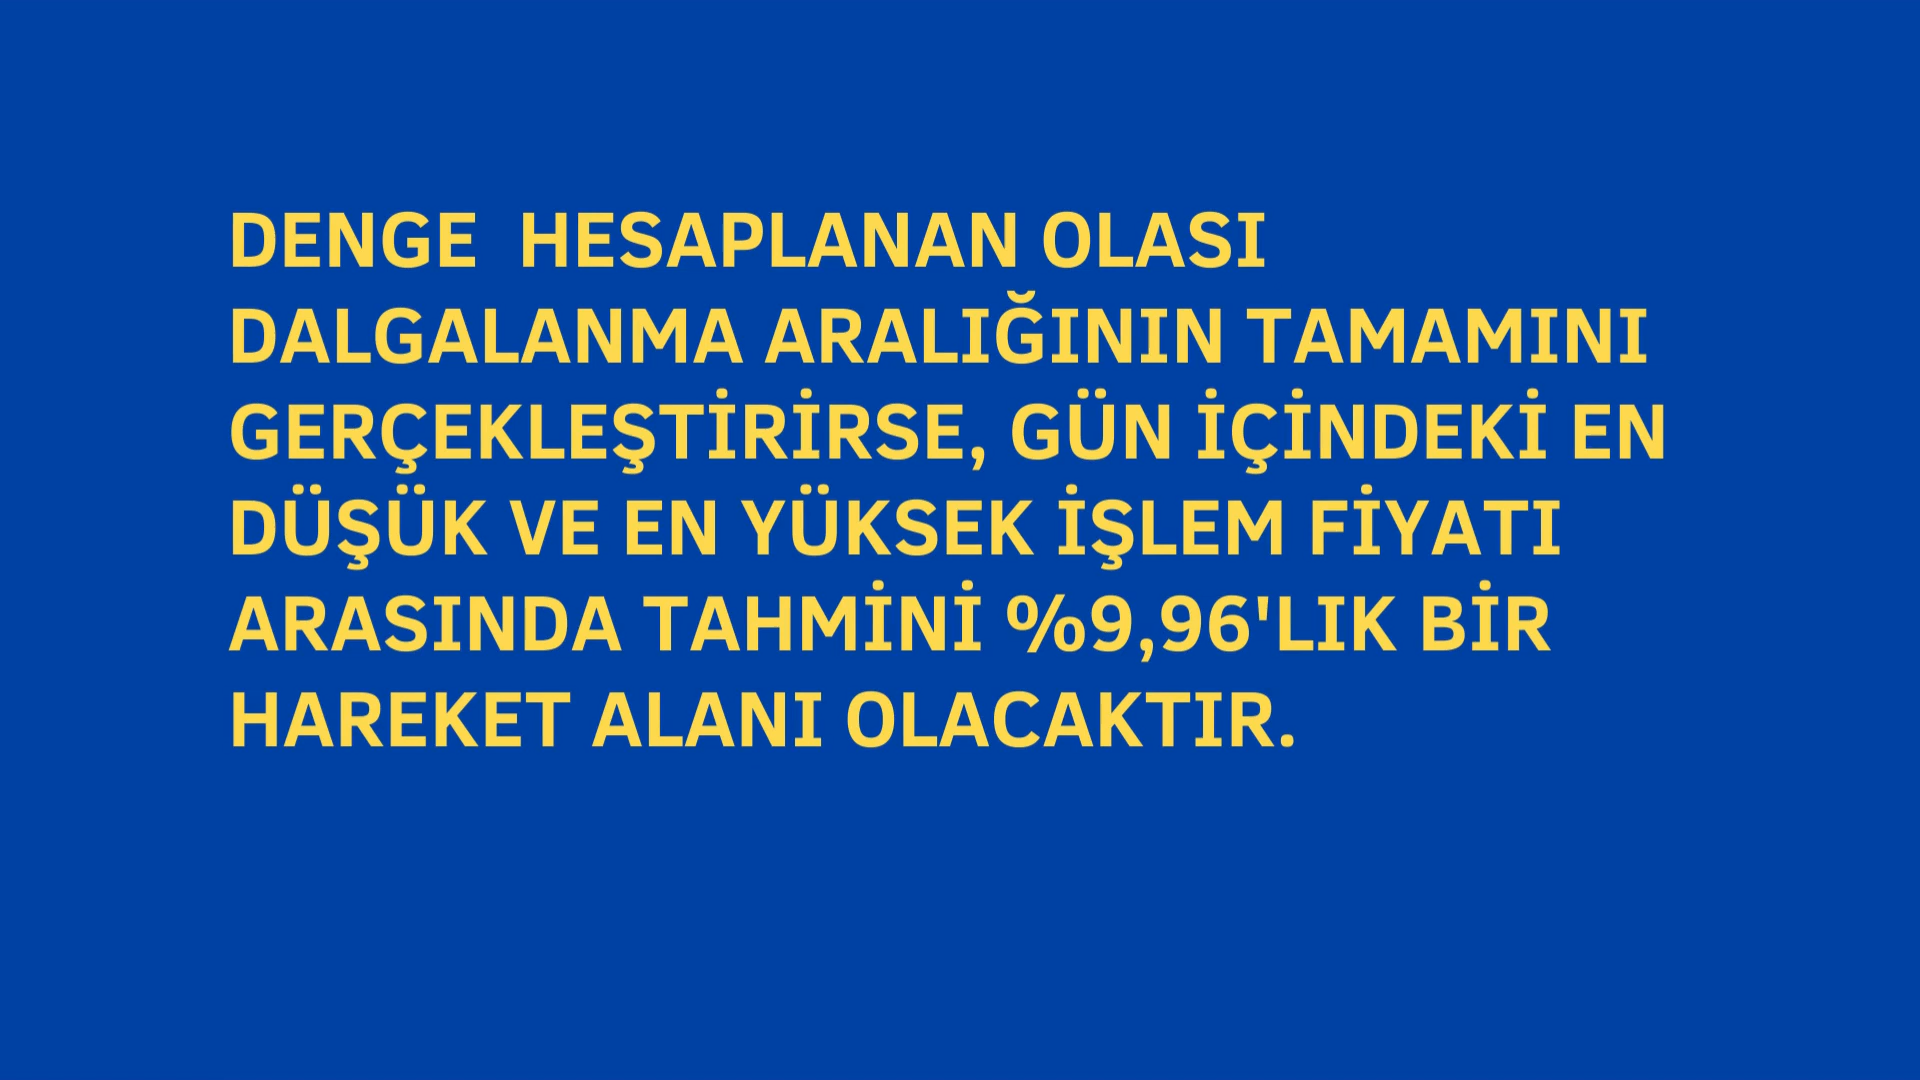 DENGE  HESAPLANAN OLASI
DALGALANMA ARALIĞININ TAMAMINI
GERÇEKLEŞTİRİRSE, GÜN İÇİNDEKİ EN
DÜŞÜK VE EN YÜKSEK İŞLEM FİYATI
ARASINDA TAHMİNİ %9,96'LIK BİR
HAREKET ALANI OLACAKTIR.